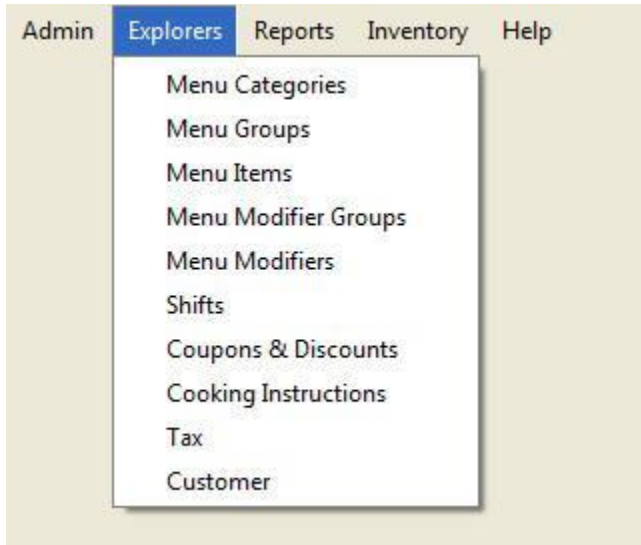 Admin Explorers Reports Inventory Help
Menu Categories
Menu Groups
Menu Items
Menu Modifier Groups
Menu Modifiers
Shifts
Coupons & Discounts
Cooking Instructions
Tax
Customer